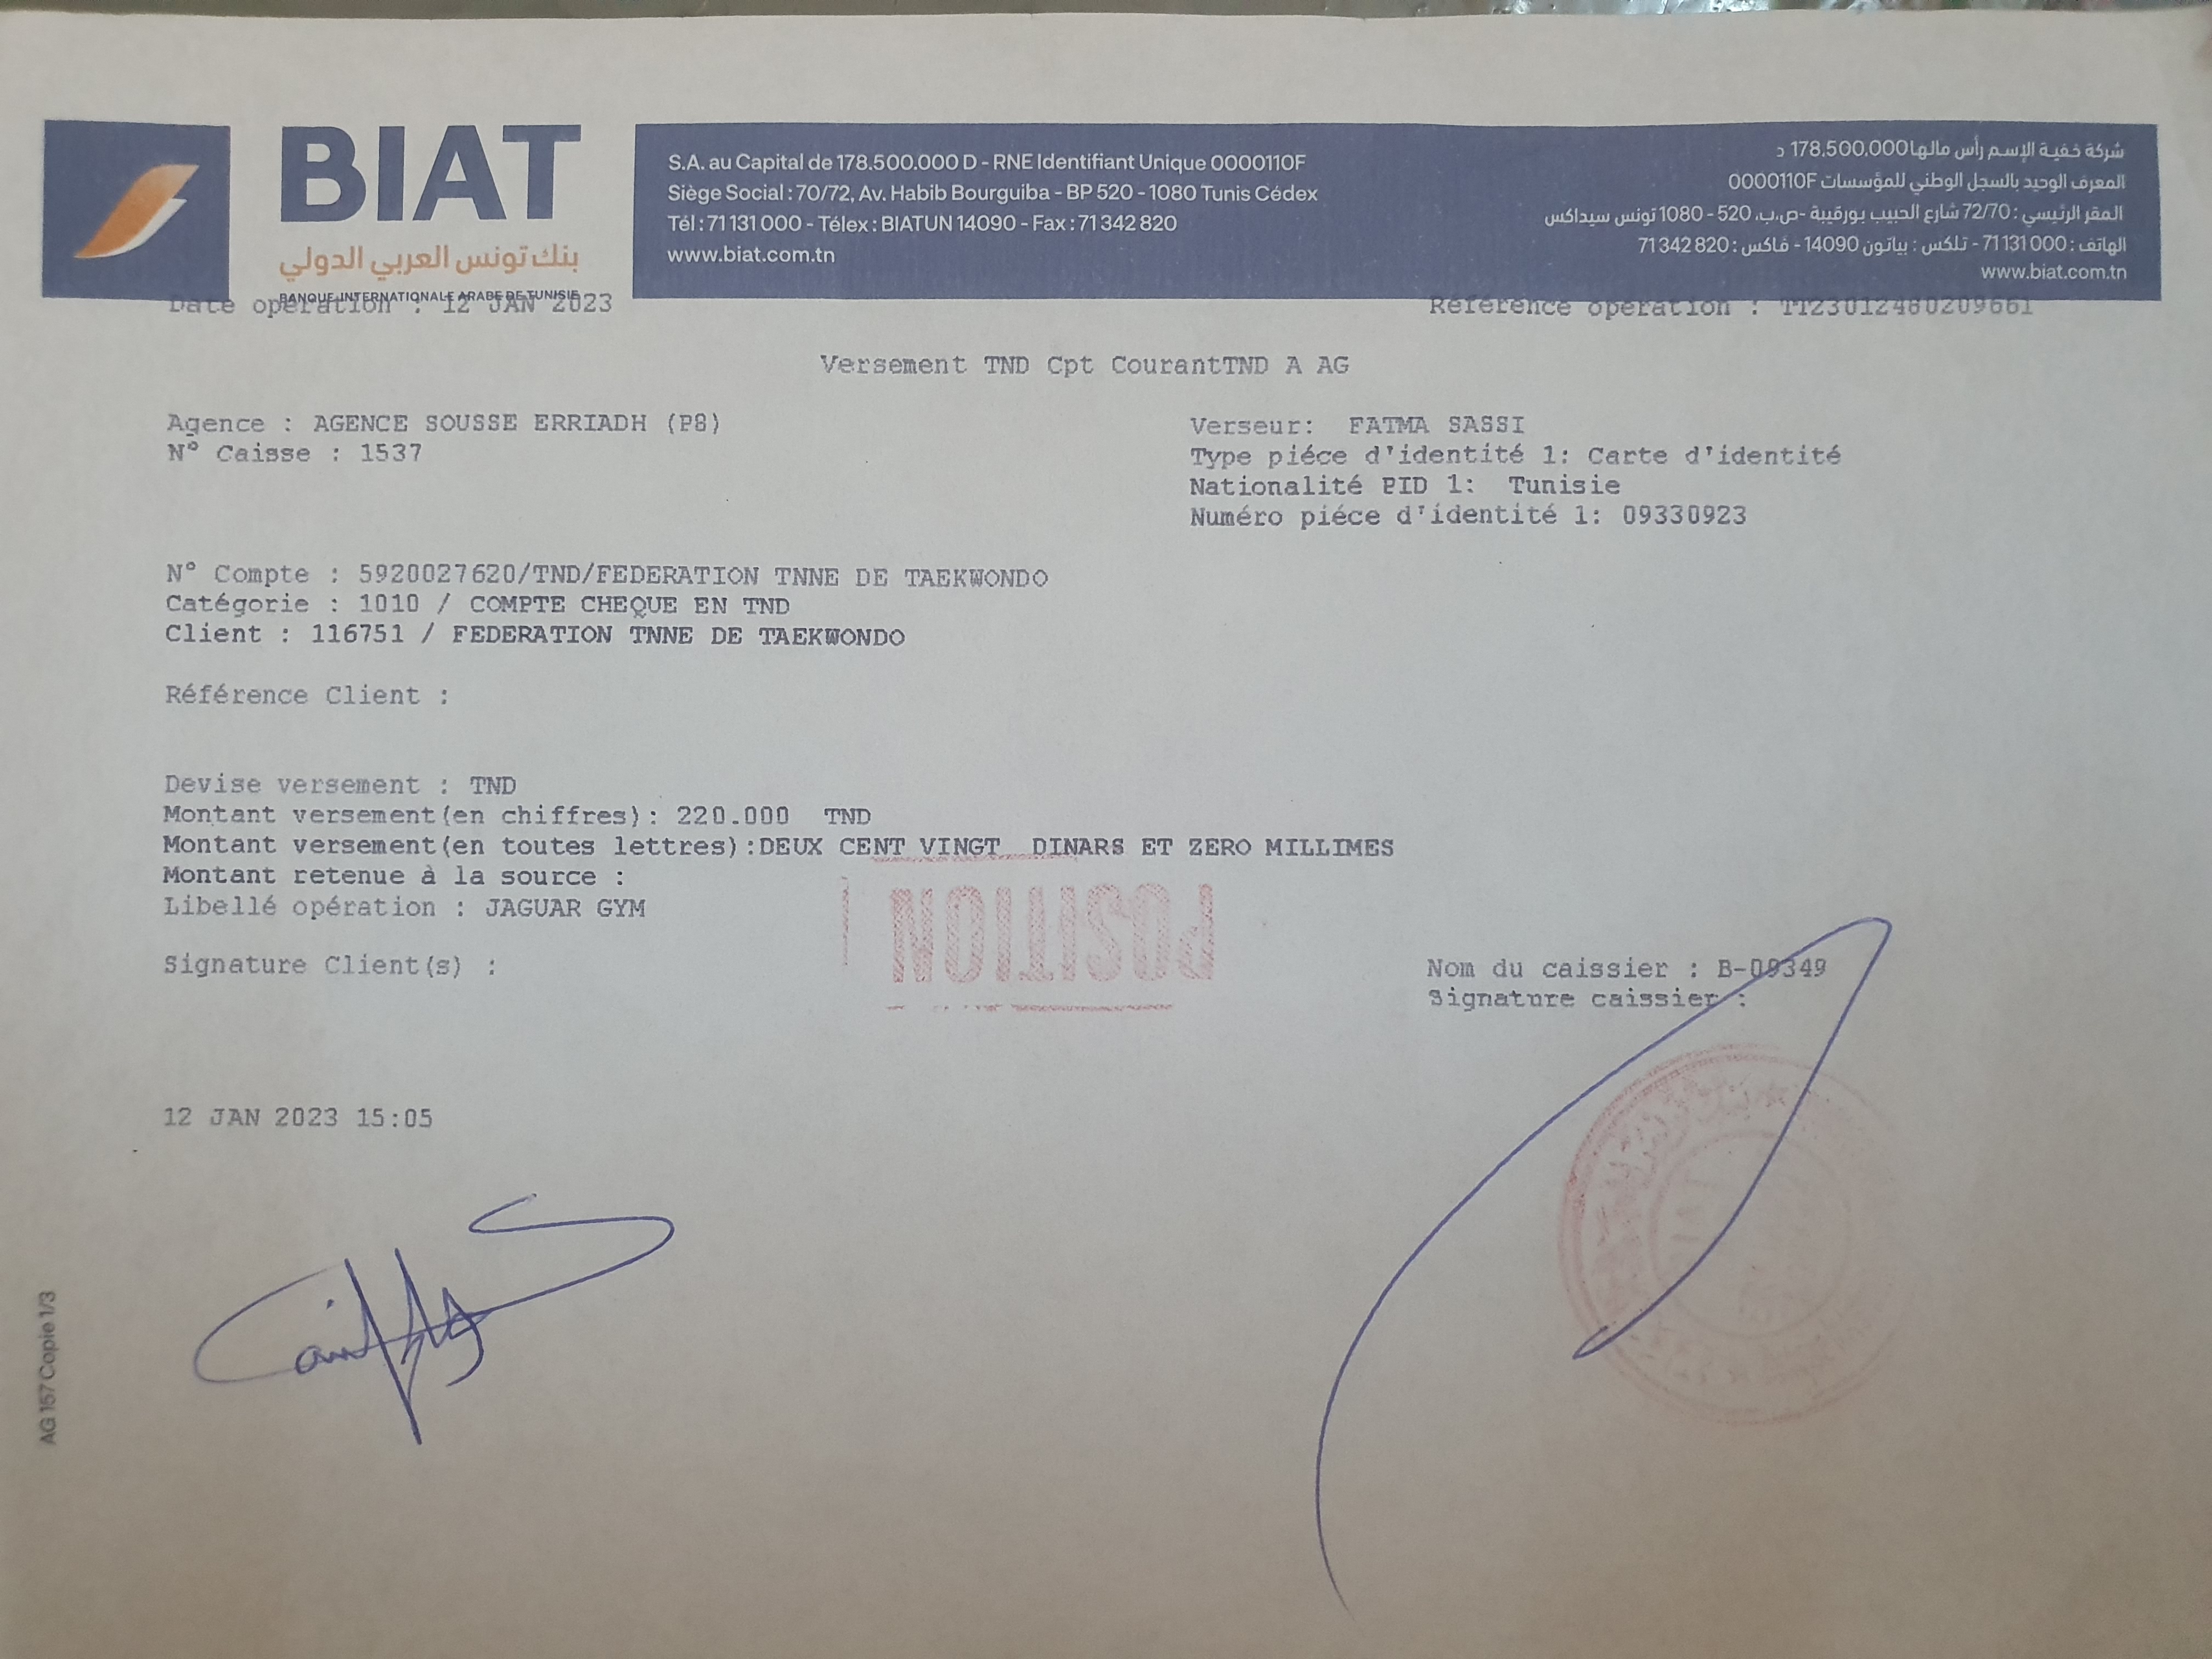 BIAT
بنك تونس العربي الدولي
BANQUE INTERNATIONALE ARABE DE TUNISIE
S.A. au Capital de 178.500.000 D - RNE Identifiant Unique 0000110F
Siège Social : 70/72, Av. Habib Bourguiba - BP 520 - 1080 Tunis Cédex
Tél : 71 131 000 - Télex : BIATUN 14090 - Fax : 71 342 820
www.biat.com.tn
شركة خفية الإسم رأس مالها 178,500,000 د
المعرف الوحيد بالسجل الوطني للمؤسسات 0000110F
المقر الرئيسي : 72/70 شارع الحبيب بورقيبة -ص.ب. 520 - 1080 تونس سيداكس
الهاتف : 71 131 000 - تلكس : بياتون 14090 - فاكس : 71 342 820
www.biat.com.tn
Date opération : 12 JAN 2023
Référence opération : TT23012480209661
Versement TND Cpt CourantTND A AG
Agence : AGENCE SOUSSE ERRIADH (P8)
N° Caisse : 1537
Verseur: FATMA SASSI
Type piéce d'identité 1: Carte d'identité
Nationalité PID 1: Tunisie
Numéro piéce d'identité 1: 09330923
N° Compte : 5920027620/TND/FEDERATION TNNE DE TAEKWONDO
Catégorie : 1010 / COMPTE CHEQUE EN TND
Client : 116751 / FEDERATION TNNE DE TAEKWONDO
Référence Client :
Devise versement : TND
Montant versement(en chiffres): 220.000 TND
Montant versement(en toutes lettres):DEUX CENT VINGT DINARS ET ZERO MILLIMES
Montant retenue à la source :
Libellé opération : JAGUAR GYM
POSITION
Signature Client(s) :
Nom du caissier : B-09349
Signature caissier :
12 JAN 2023 15:05
AG 157 Copie 1/3